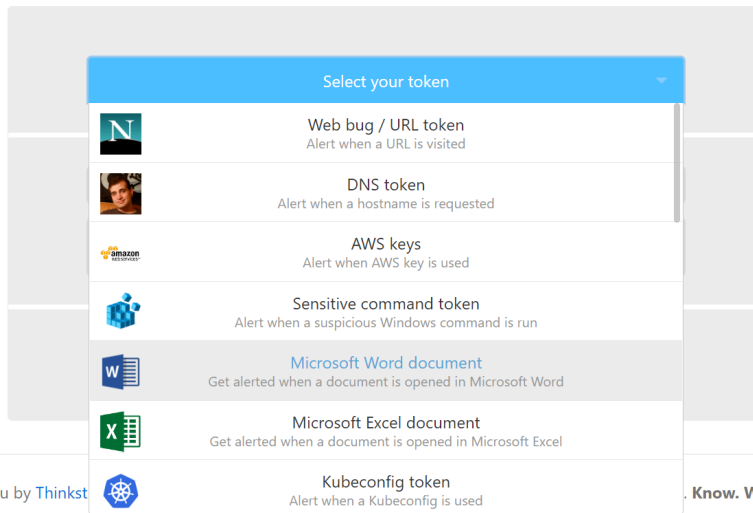 Select your token
N
Web bug / URL token
Alert when a URL is visited
DNS token
Alert when a hostname is requested
amazon
webservices™
AWS keys
Alert when AWS key is used
Sensitive command token
Alert when a suspicious Windows command is run
W
Microsoft Word document
Get alerted when a document is opened in Microsoft Word
X
Microsoft Excel document
Get alerted when a document is opened in Microsoft Excel
Kubeconfig token
Alert when a Kubeconfig is used
u by Thinkst
. Know. W